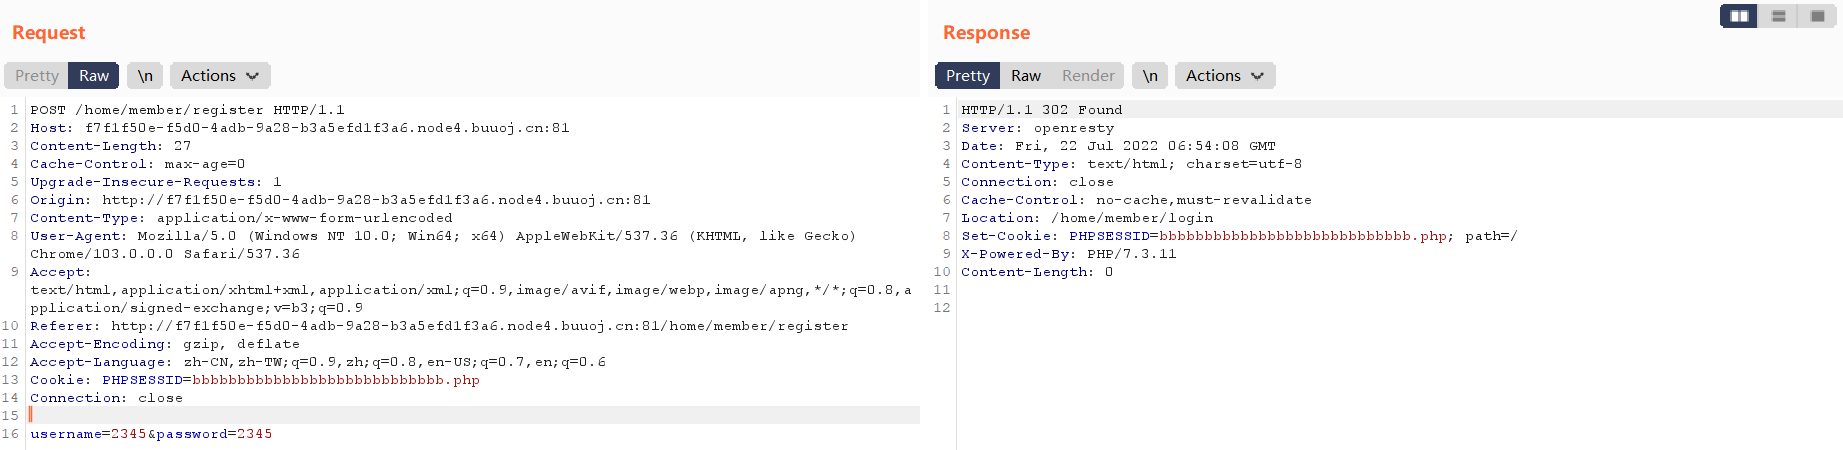 Request
Pretty Raw \n Actions
1 POST /home/member/register HTTP/1.1
2 Host: f7f1f50e-f5d0-4adb-9a28-b3a5efd1f3a6.node4.buuoj.cn:81
3 Content-Length: 27
4 Cache-Control: max-age=0
5 Upgrade-Insecure-Requests: 1
6 Origin: http://f7f1f50e-f5d0-4adb-9a28-b3a5efd1f3a6.node4.buuoj.cn:81
7 Content-Type: application/x-www-form-urlencoded
8 User-Agent: Mozilla/5.0 (Windows NT 10.0; Win64; x64) AppleWebKit/537.36 (KHTML, like Gecko)
Chrome/103.0.0.0 Safari/537.36
9 Accept:
text/html,application/xhtml+xml,application/xml;q=0.9,image/avif,image/webp,image/apng,*/*;q=0.8,a
pplication/signed-exchange;v=b3;q=0.9
10 Referer: http://f7f1f50e-f5d0-4adb-9a28-b3a5efd1f3a6.node4.buuoj.cn:81/home/member/register
11 Accept-Encoding: gzip, deflate
12 Accept-Language: zh-CN,zh-TW;q=0.9,zh;q=0.8,en-US;q=0.7,en;q=0.6
13 Cookie: PHPSESSID=bbbbbbbbbbbbbbbbbbbbbbbbbbbb.php
14 Connection: close
15
16 username=2345&password=2345
Response
Pretty Raw Render \n Actions
1 HTTP/1.1 302 Found
2 Server: openresty
3 Date: Fri, 22 Jul 2022 06:54:08 GMT
4 Content-Type: text/html; charset=utf-8
5 Connection: close
6 Cache-Control: no-cache,must-revalidate
7 Location: /home/member/login
8 Set-Cookie: PHPSESSID=bbbbbbbbbbbbbbbbbbbbbbbbbbbb.php; path=/
9 X-Powered-By: PHP/7.3.11
10 Content-Length: 0
11
12